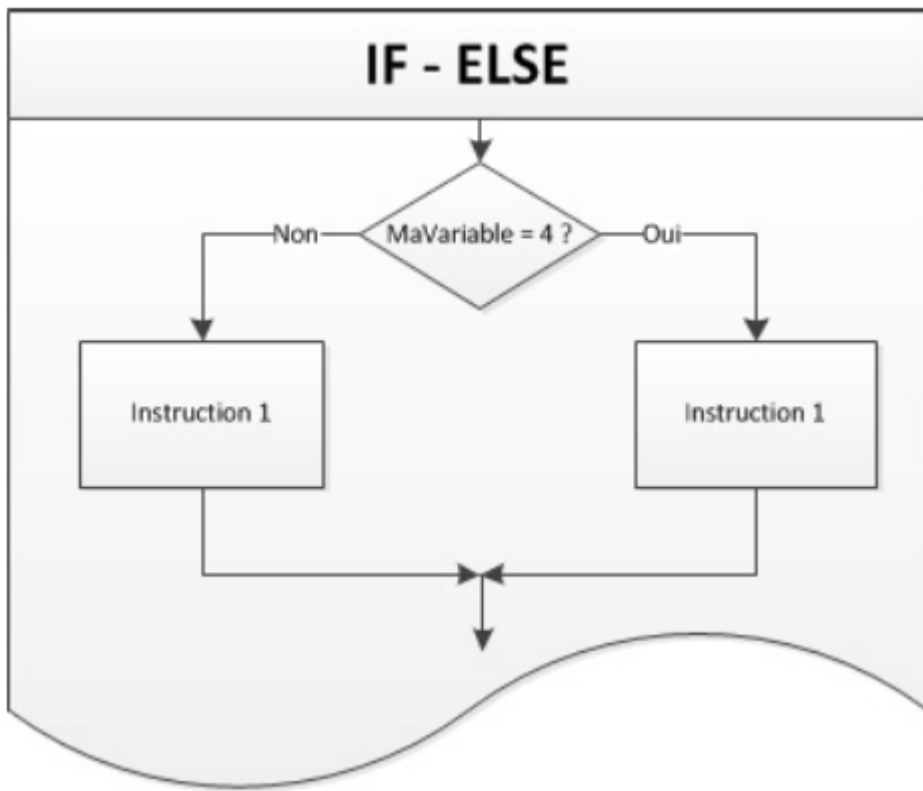 IF - ELSE
MaVariable = 4 ?
Non
Oui
Instruction 1
Instruction 1